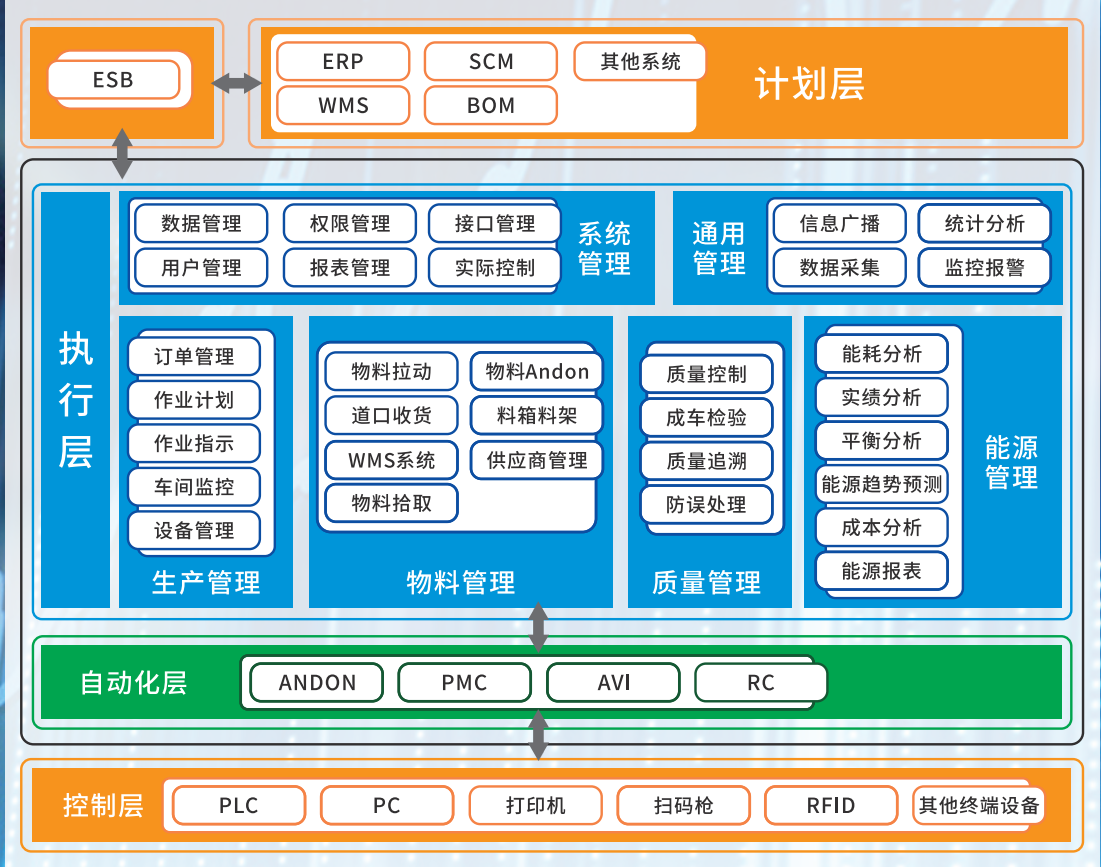 ESB
ERP
SCM
其他系统
WMS
BOM
计划层
执行层
数据管理
权限管理
接口管理
用户管理
报表管理
实际控制
系统
管理
通用
管理
信息广播
统计分析
数据采集
监控报警
订单管理
作业计划
作业指示
车间监控
设备管理
生产管理
物料拉动
物料Andon
道口收货
料箱料架
WMS系统
供应商管理
物料拾取
物料管理
质量控制
成车检验
质量追溯
防误处理
质量管理
能耗分析
实绩分析
平衡分析
能源趋势预测
成本分析
能源报表
能源
管理
自动化层
ANDON
PMC
AVI
RC
控制层
PLC
PC
打印机
扫码枪
RFID
其他终端设备